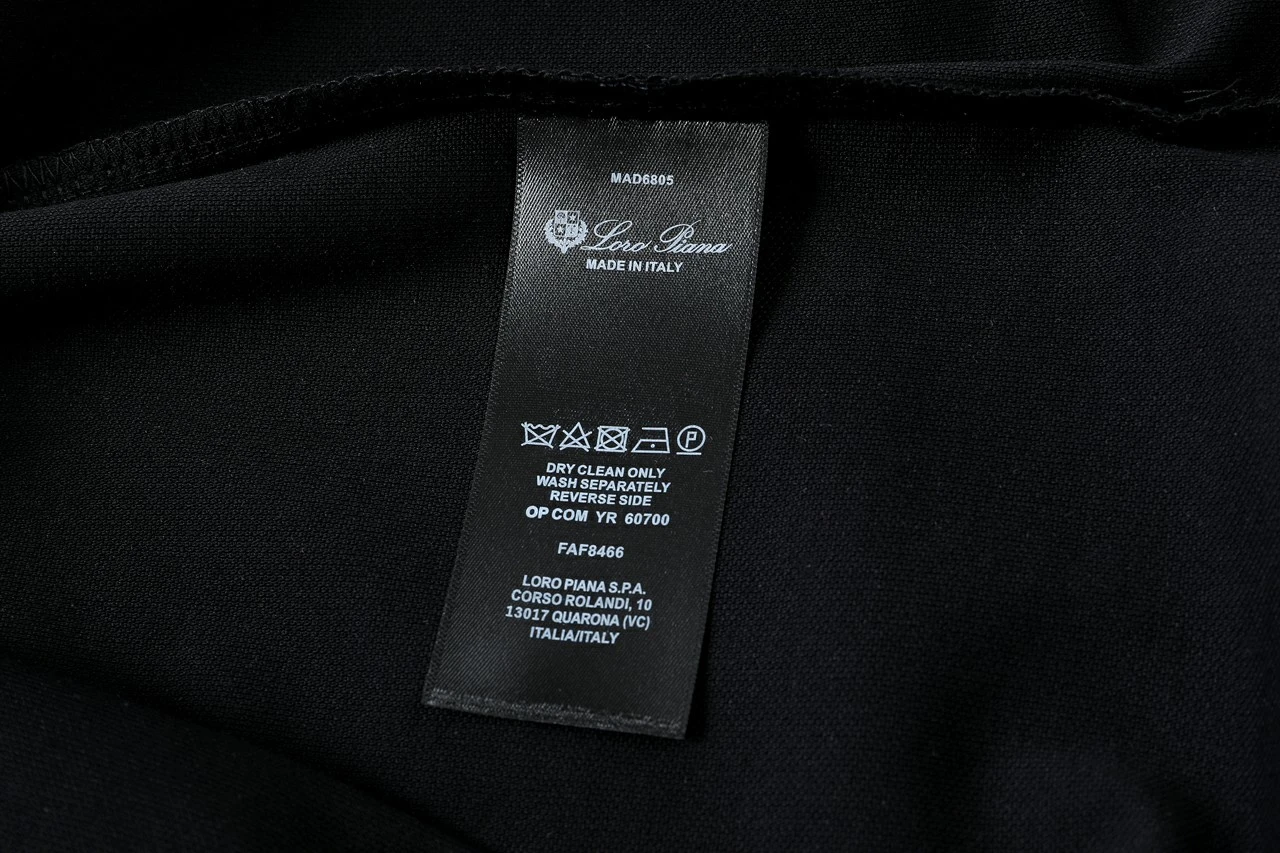 MAD6805
Loro Piana
MADE IN ITALY
P
DRY CLEAN ONLY
WASH SEPARATELY
REVERSE SIDE
OP COM YR 60700
FAF8466
LORO PIANA S.P.A.
CORSO ROLANDI, 10
13017 QUARONA (VC)
ITALIA/ITALY